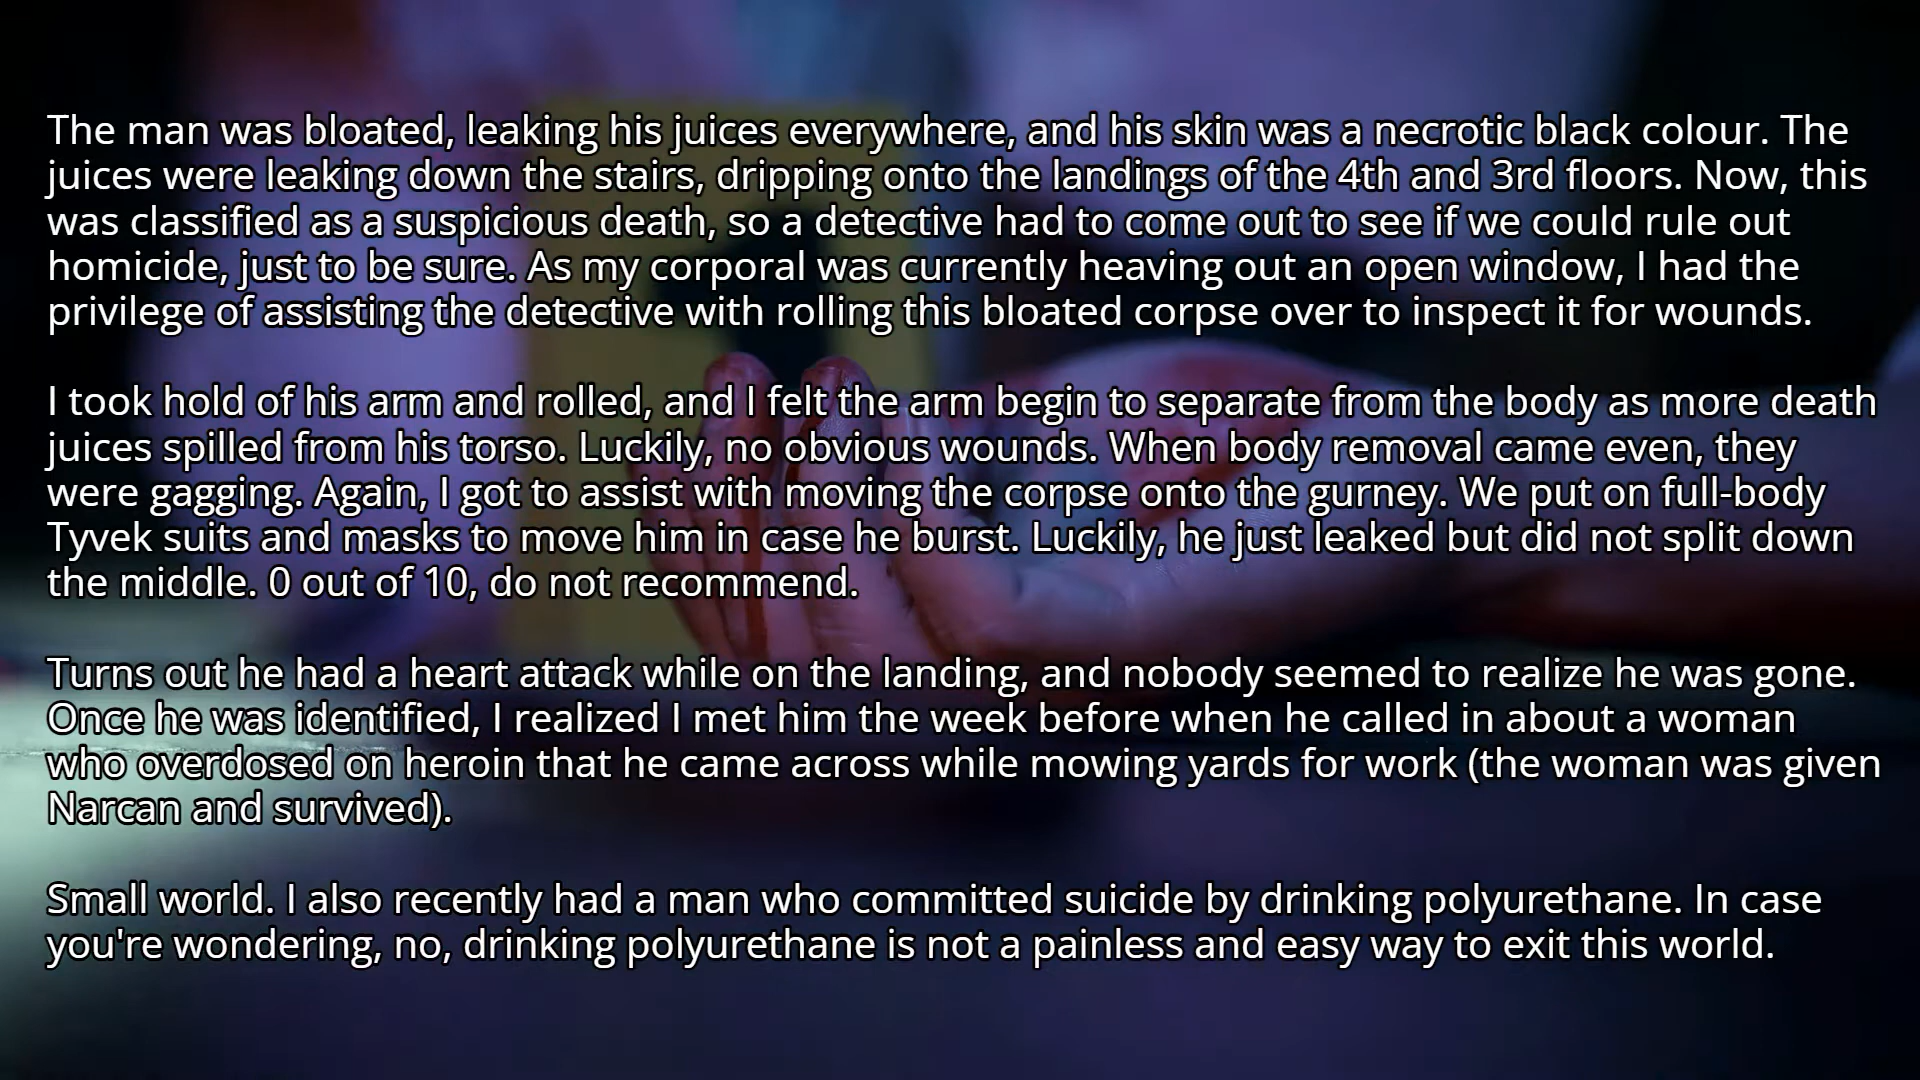 The man was bloated, leaking his juices everywhere, and his skin was a necrotic black colour. The
juices were leaking down the stairs, dripping onto the landings of the 4th and 3rd floors. Now, this
was classified as a suspicious death, so a detective had to come out to see if we could rule out
homicide, just to be sure. As my corporal was currently heaving out an open window, I had the
privilege of assisting the detective with rolling this bloated corpse over to inspect it for wounds.
I took hold of his arm and rolled, and I felt the arm begin to separate from the body as more death
juices spilled from his torso. Luckily, no obvious wounds. When body removal came even, they
were gagging. Again, I got to assist with moving the corpse onto the gurney. We put on full-body
Tyvek suits and masks to move him in case he burst. Luckily, he just leaked but did not split down
the middle. 0 out of 10, do not recommend.
Turns out he had a heart attack while on the landing, and nobody seemed to realize he was gone.
Once he was identified, I realized I met him the week before when he called in about a woman
who overdosed on heroin that he came across while mowing yards for work (the woman was given
Narcan and survived).
Small world. I also recently had a man who committed suicide by drinking polyurethane. In case
you're wondering, no, drinking polyurethane is not a painless and easy way to exit this world.